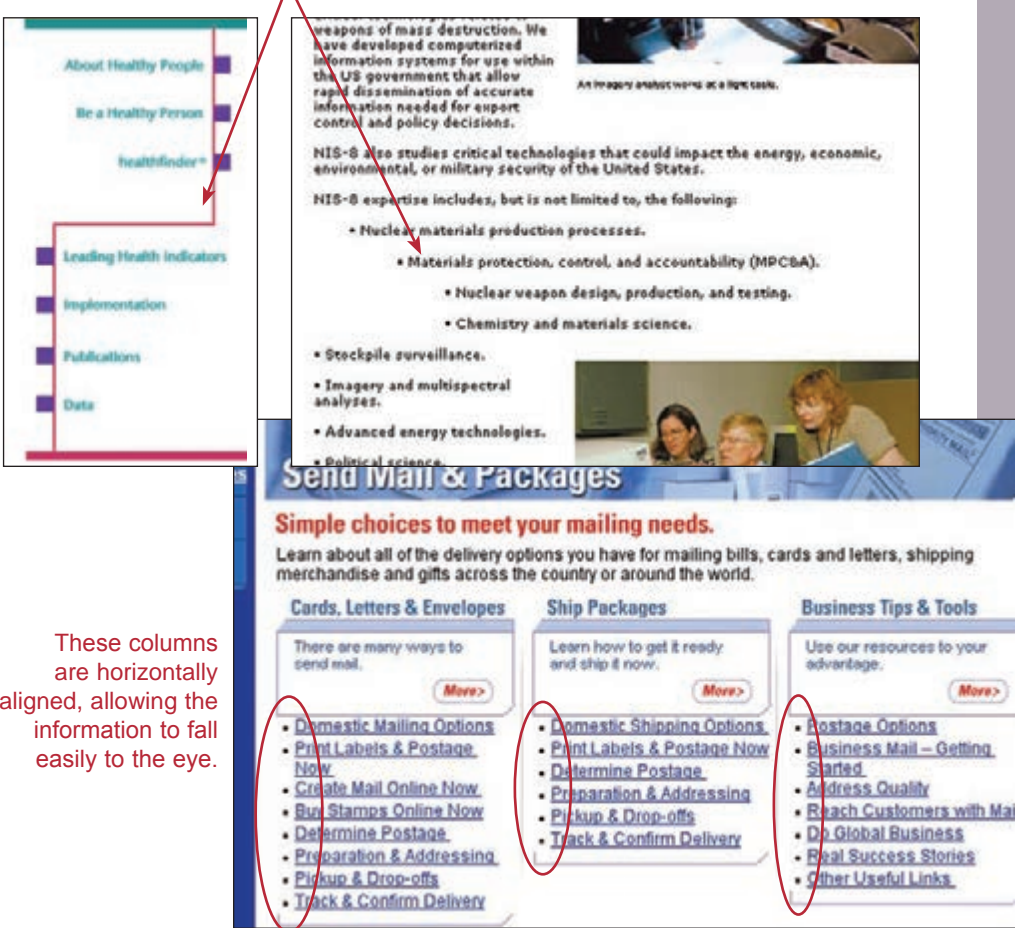 About Healthy People
Be a Healthy Person
healthfinder®
Leading Health Indicators
Implementation
Publications
Data
weapons of mass destruction. We
have developed computerized
information systems for use within
the US government that allow
rapid dissemination of accurate
information needed for export
control and policy decisions.
An imagery analyst works at a light table.
NIS-8 also studies critical technologies that could impact the energy, economic,
environmental, or military security of the United States.
NIS-8 expertise includes, but is not limited to, the following:
• Nuclear materials production processes.
• Materials protection, control, and accountability (MPC&A).
• Nuclear weapon design, production, and testing.
• Chemistry and materials science.
• Stockpile surveillance.
• Imagery and multispectral
analyses.
• Advanced energy technologies.
• Political science.
Send Mail & Packages
Simple choices to meet your mailing needs.
Learn about all of the delivery options you have for mailing bills, cards and letters, shipping
merchandise and gifts across the country or around the world.
Cards, Letters & Envelopes
There are many ways to
send mail.
More>
• Domestic Mailing Options
• Print Labels & Postage
Now
• Create Mail Online Now
• Buy Stamps Online Now
• Determine Postage
• Preparation & Addressing
• Pickup & Drop-offs
• Track & Confirm Delivery
Ship Packages
Learn how to get it ready
and ship it now.
More>
• Domestic Shipping Options
• Print Labels & Postage Now
• Determine Postage
• Preparation & Addressing
• Pickup & Drop-offs
• Track & Confirm Delivery
Business Tips & Tools
Use our resources to your
advantage.
More>
• Postage Options
• Business Mail – Getting
Started
• Address Quality
• Reach Customers with Mai
• Do Global Business
• Real Success Stories
• Other Useful Links
These columns
are horizontally
aligned, allowing the
information to fall
easily to the eye.